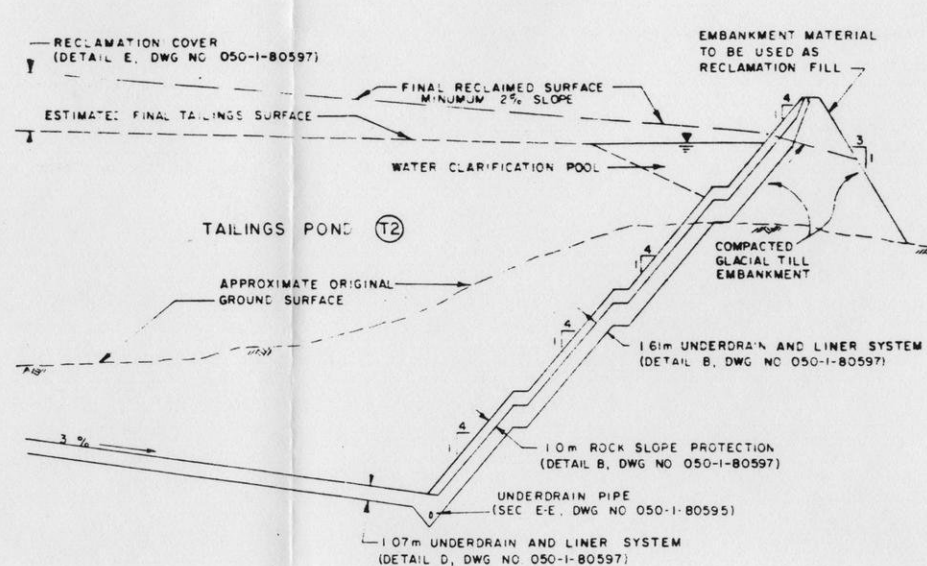 RECLAMATION COVER
(DETAIL E, DWG NO 050-1-80597)
EMBANKMENT MATERIAL
TO BE USED AS
RECLAMATION FILL
FINAL RECLAIMED SURFACE
MINIMUM 2% SLOPE
ESTIMATED FINAL TAILINGS SURFACE
4
1
3
1
WATER CLARIFICATION POOL
TAILINGS POND T2
COMPACTED
GLACIAL TILL
EMBANKMENT
4
1
APPROXIMATE ORIGINAL
GROUND SURFACE
4
1
1.61m UNDERDRAIN AND LINER SYSTEM
(DETAIL B, DWG NO 050-1-80597)
3 %
4
1
1.0m ROCK SLOPE PROTECTION
(DETAIL B, DWG NO 050-1-80597)
UNDERDRAIN PIPE
(SEC E-E, DWG NO 050-1-80595)
1.07m UNDERDRAIN AND LINER SYSTEM
(DETAIL D, DWG NO 050-1-80597)